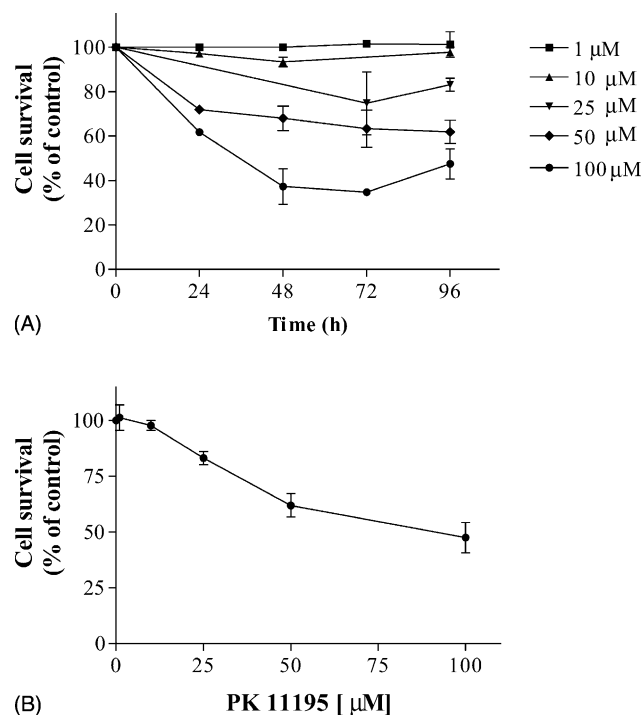 Cell survival
(% of control)
100
80
60
40
20
0
0 24 48 72 96
Time (h)
1 μM
10 μM
25 μM
50 μM
100 μM
(A)
Cell survival
(% of control)
100
75
50
25
0
0 25 50 75 100
PK 11195 [ μM]
(B)